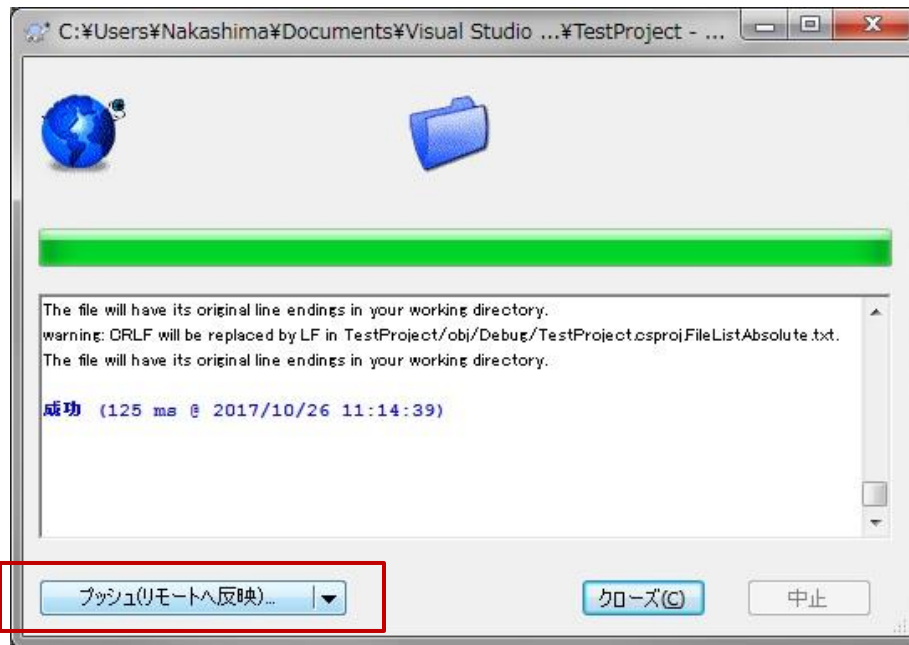 C:¥Users¥Nakashima¥Documents¥Visual Studio ...¥TestProject - ...
The file will have its original line endings in your working directory.
warning: CRLF will be replaced by LF in TestProject/obj/Debug/TestProject.csproj.FileListAbsolute.txt.
The file will have its original line endings in your working directory.
成功 (125 ms @ 2017/10/26 11:14:39)
プッシュ(リモートへ反映)...
クローズ(C)
中止